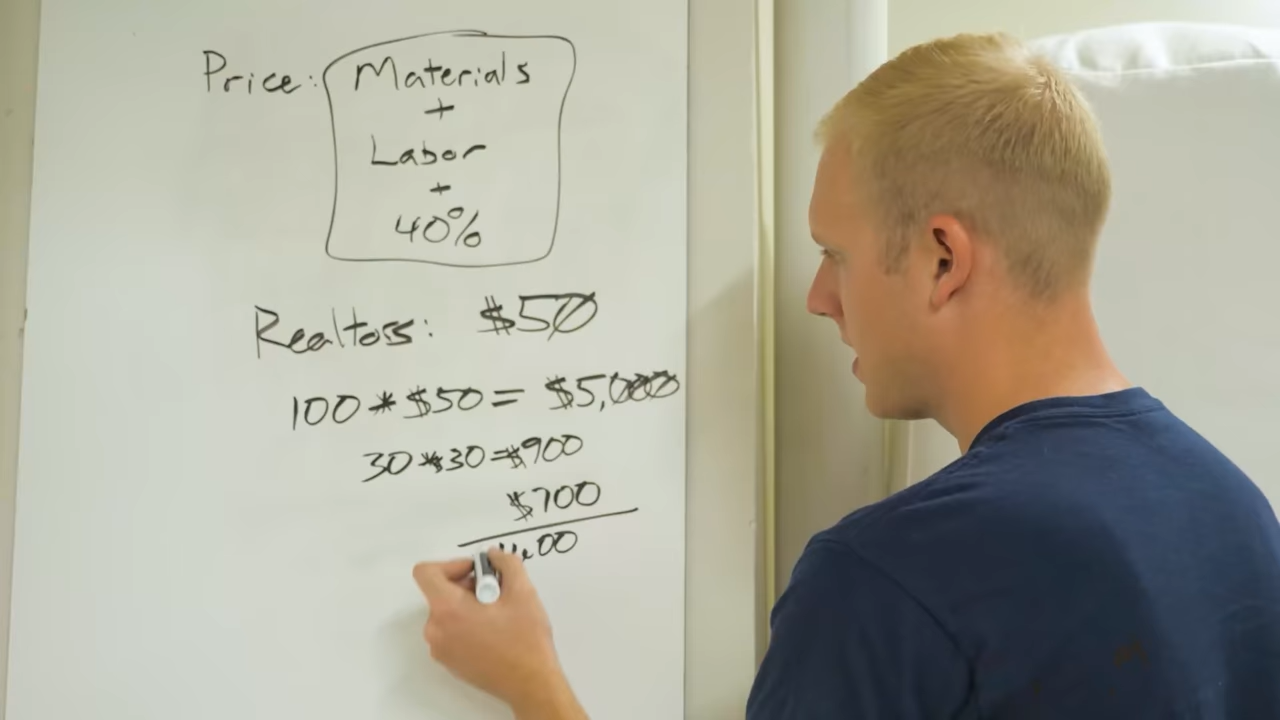 Price: Materials
+
Labor
+
40%
Realtors: $50
100 * $50 = $5,000
30 * $30 = $900
$700